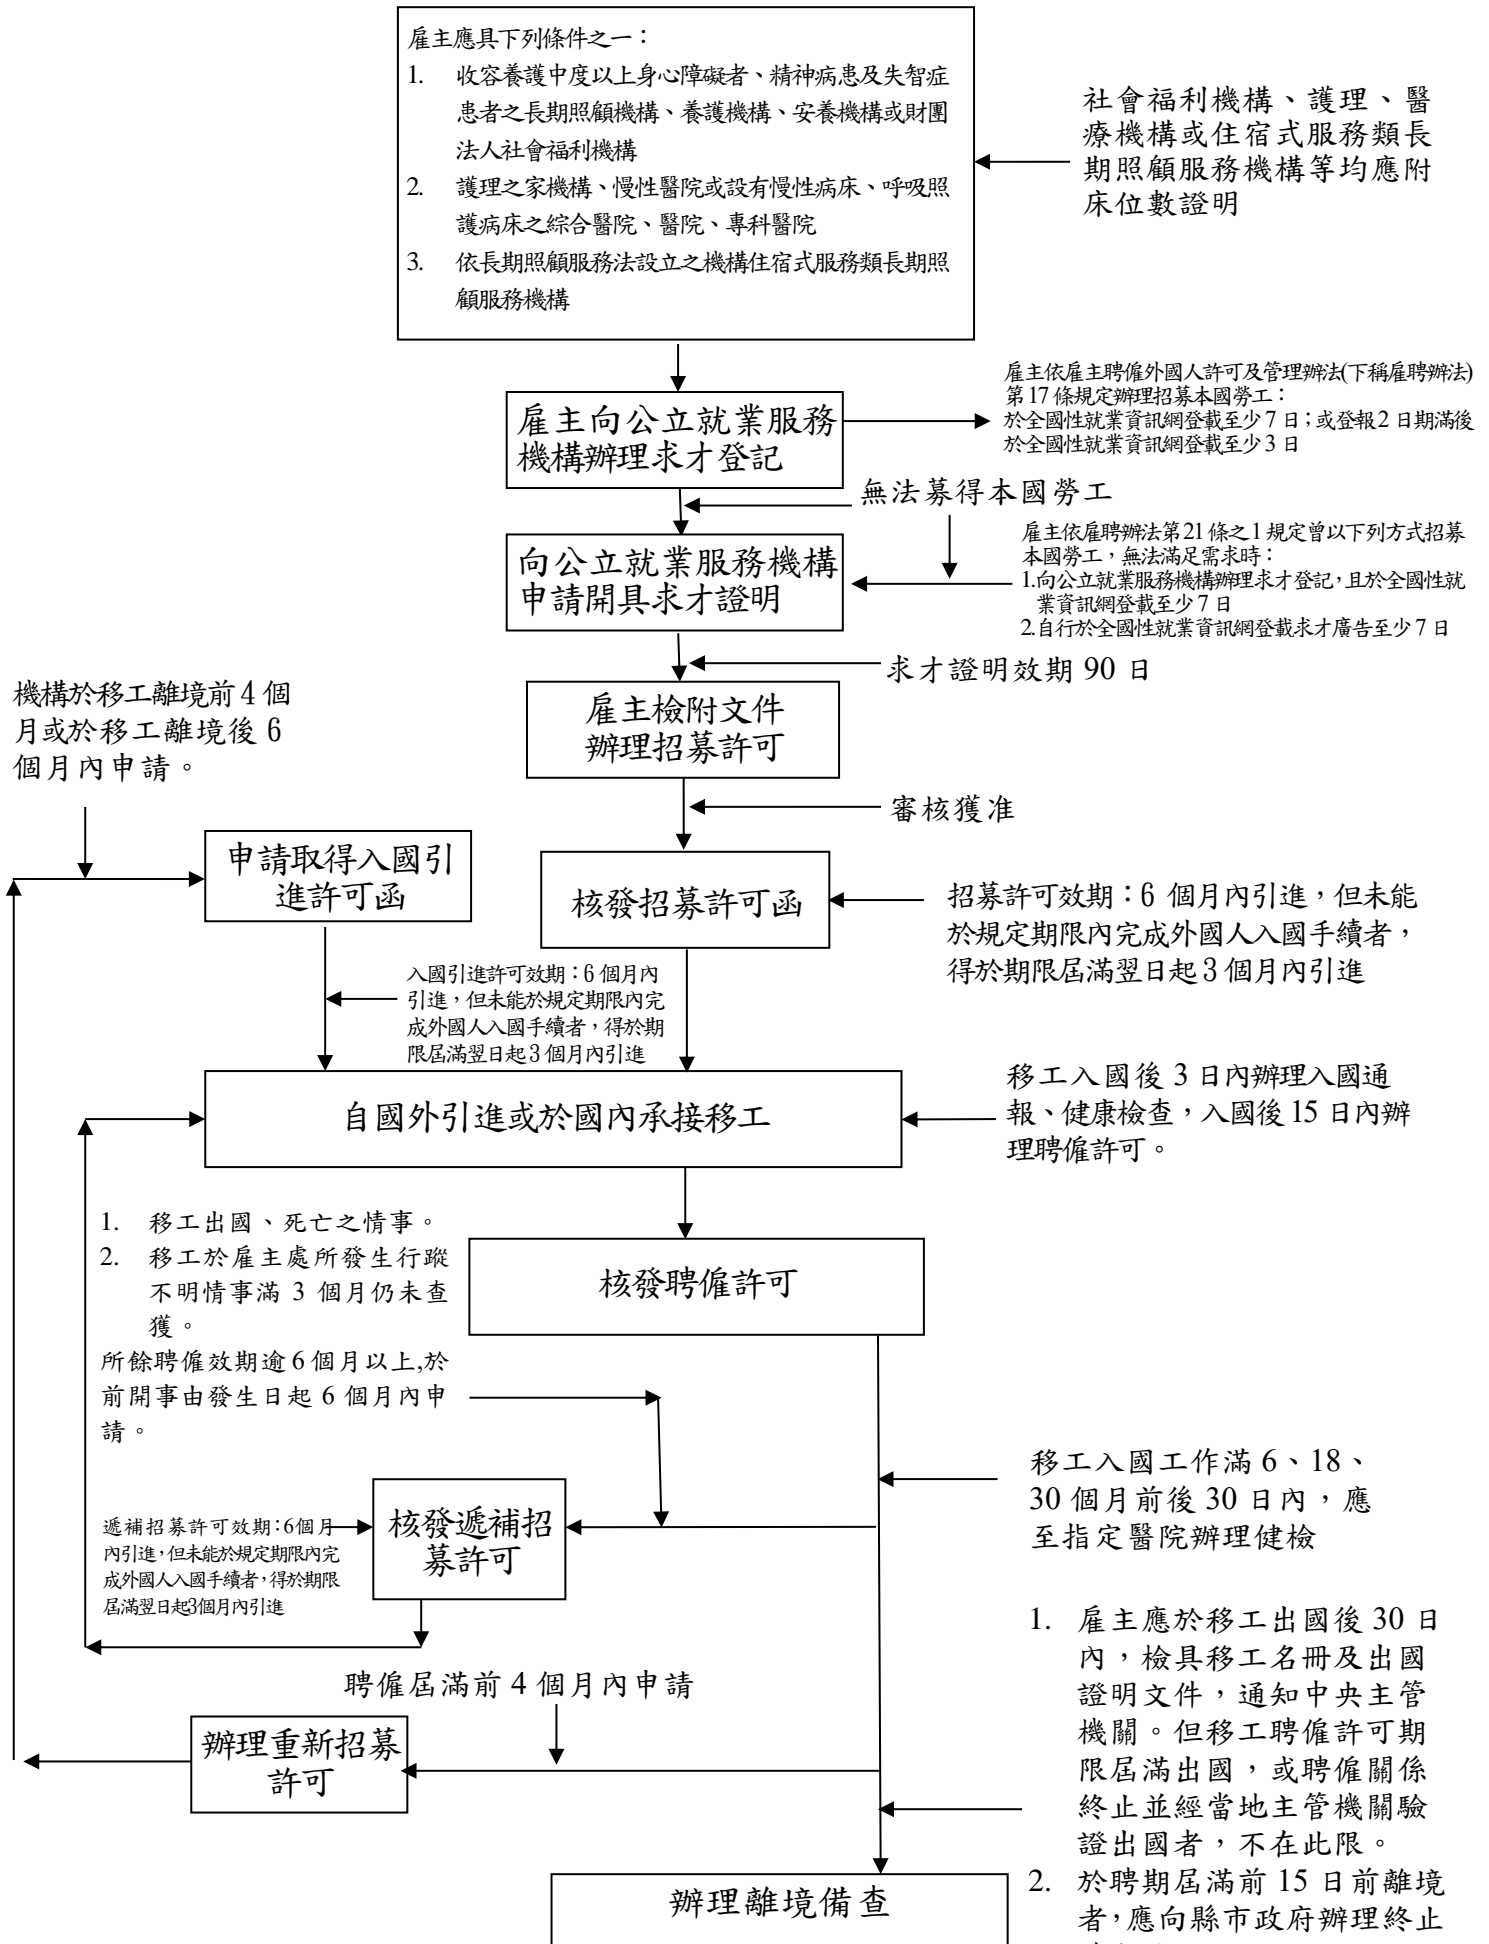 雇主應具下列條件之一：
1. 收容養護中度以上身心障礙者、精神病患及失智症
患者之長期照顧機構、養護機構、安養機構或財團
法人社會福利機構
2. 護理之家機構、慢性醫院或設有慢性病床、呼吸照
護病床之綜合醫院、醫院、專科醫院
3. 依長期照顧服務法設立之機構住宿式服務類長期照
顧服務機構
社會福利機構、護理、醫
療機構或住宿式服務類長
期照顧服務機構等均應附
床位數證明
雇主向公立就業服務
機構辦理求才登記
雇主依雇主聘僱外國人許可及管理辦法(下稱雇聘辦法)
第17條規定辦理招募本國勞工：
於全國性就業資訊網登載至少7日；或登報2日期滿後
於全國性就業資訊網登載至少3日
無法募得本國勞工
向公立就業服務機構
申請開具求才證明
雇主依雇聘辦法第21條之1規定曾以下列方式招募
本國勞工，無法滿足需求時：
1.向公立就業服務機構辦理求才登記，且於全國性就
業資訊網登載至少7日
2.自行於全國性就業資訊網登載求才廣告至少7日
求才證明效期 90 日
雇主檢附文件
辦理招募許可
機構於移工離境前4個
月或於移工離境後6
個月內申請。
審核獲准
申請取得入國引
進許可函
核發招募許可函
招募許可效期：6 個月內引進，但未能
於規定期限內完成外國人入國手續者，
得於期限屆滿翌日起3個月內引進
入國引進許可效期：6個月內
引進，但未能於規定期限內完
成外國人入國手續者，得於期
限屆滿翌日起3個月內引進
自國外引進或於國內承接移工
移工入國後 3 日內辦理入國通
報、健康檢查，入國後15日內辦
理聘僱許可。
1. 移工出國、死亡之情事。
2. 移工於雇主處所發生行蹤
不明情事滿 3 個月仍未查
獲。
所餘聘僱效期逾6個月以上,於
前開事由發生日起 6 個月內申
請。
核發聘僱許可
移工入國工作滿 6、18、
30 個月前後 30 日內，應
至指定醫院辦理健檢
核發遞補招
募許可
遞補招募許可效期：6個月
內引進，但未能於規定期限內完
成外國人入國手續者，得於期限
屆滿翌日起3個月內引進
聘僱屆滿前 4 個月內申請
辦理重新招募
許可
1. 雇主應於移工出國後 30 日
內，檢具移工名冊及出國
證明文件，通知中央主管
機關。但移工聘僱許可期
限屆滿出國，或聘僱關係
終止並經當地主管機關驗
證出國者，不在此限。
2. 於聘期屆滿前 15 日前離境
者，應向縣市政府辦理終止
辦理離境備查